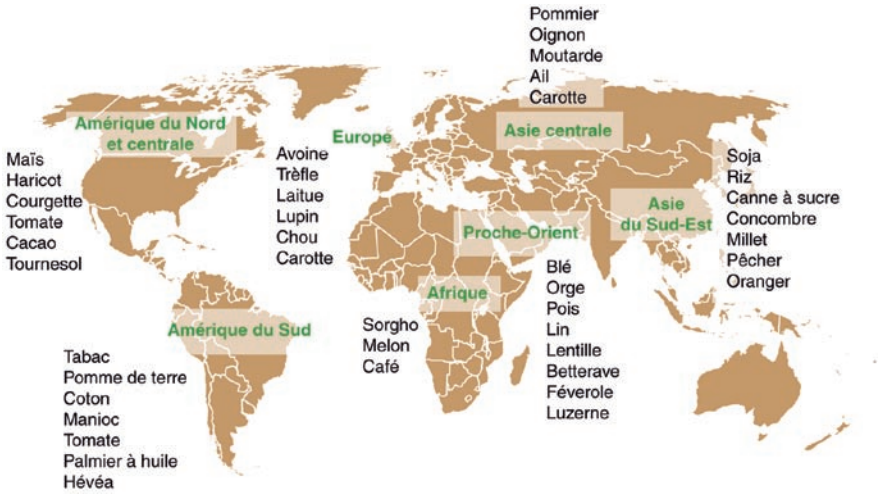 Pommier
Oignon
Moutarde
Ail
Carotte
Asie centrale
Amérique du Nord
et centrale
Maïs
Haricot
Courgette
Tomate
Cacao
Tournesol
Europe
Avoine
Trèfle
Laitue
Lupin
Chou
Carotte
Asie
du Sud-Est
Soja
Riz
Canne à sucre
Concombre
Millet
Pêcher
Oranger
Proche-Orient
Blé
Orge
Pois
Lin
Lentille
Betterave
Féverole
Luzerne
Afrique
Sorgho
Melon
Café
Amérique du Sud
Tabac
Pomme de terre
Coton
Manioc
Tomate
Palmier à huile
Hévéa